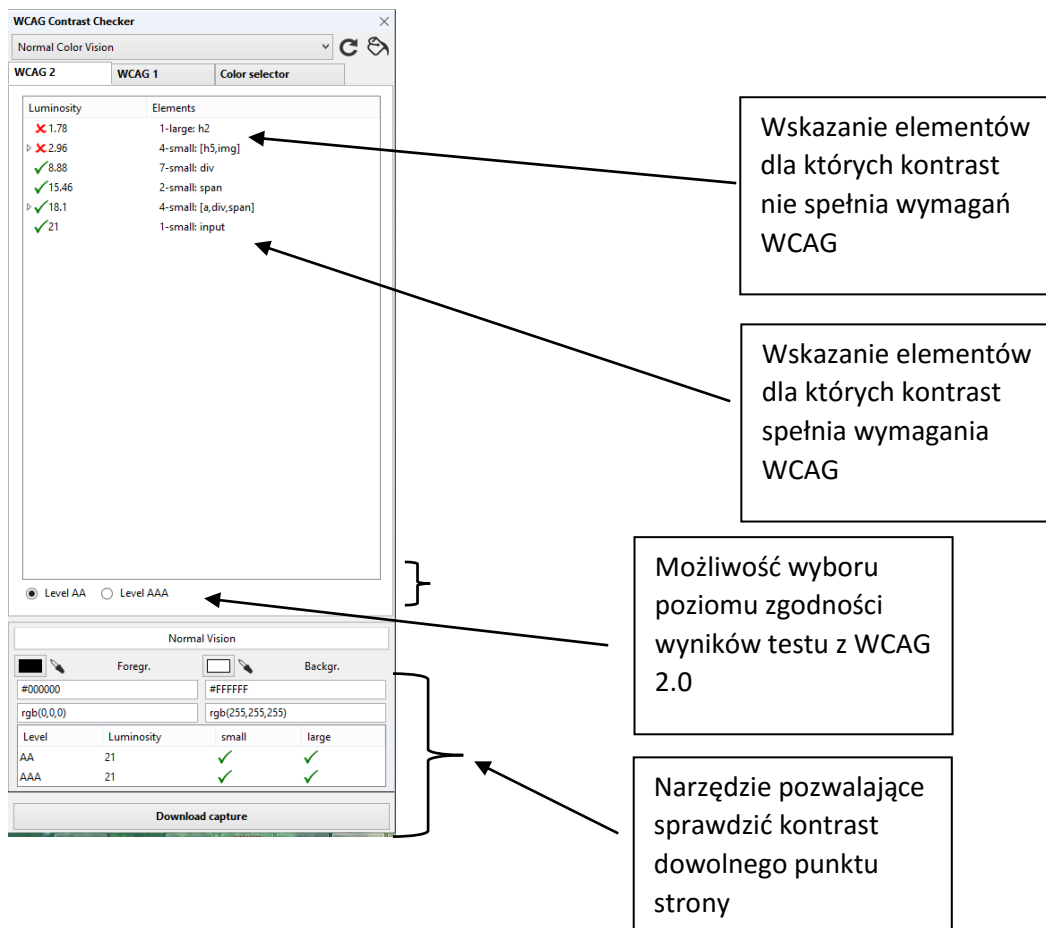 WCAG Contrast Checker
Normal Color Vision
WCAG 2 WCAG 1 Color selector
Luminosity Elements
1.78 1-large: h2
2.96 4-small: [h5,img]
8.88 7-small: div
15.46 2-small: span
18.1 4-small: [a,div,span]
21 1-small: input
Level AA Level AAA
Normal Vision
Foregr. Backgr.
#000000 #FFFFFF
rgb(0,0,0) rgb(255,255,255)
Level Luminosity small large
AA 21
AAA 21
Download capture
Wskazanie elementów
dla których kontrast
nie spełnia wymagań
WCAG
Wskazanie elementów
dla których kontrast
spełnia wymagania
WCAG
Możliwość wyboru
poziomu zgodności
wyników testu z WCAG
2.0
Narzędzie pozwalające
sprawdzić kontrast
dowolnego punktu
strony